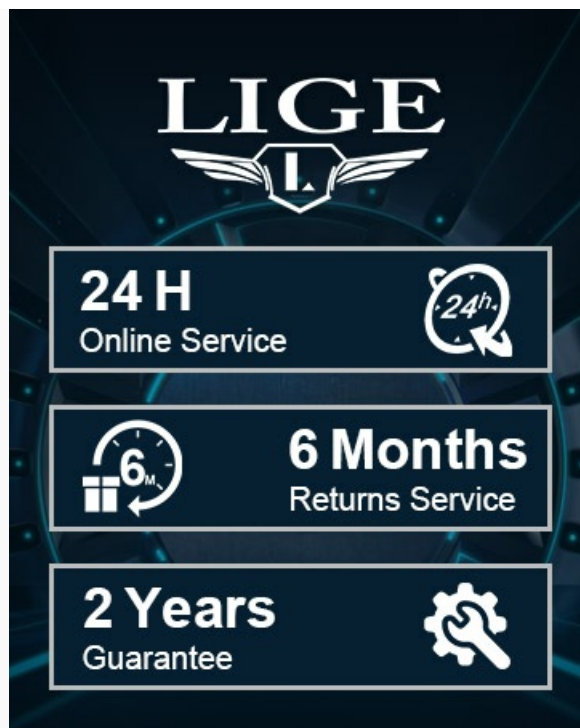 LIGE
L
24 H
Online Service
24h
6M
6 Months
Returns Service
2 Years
Guarantee